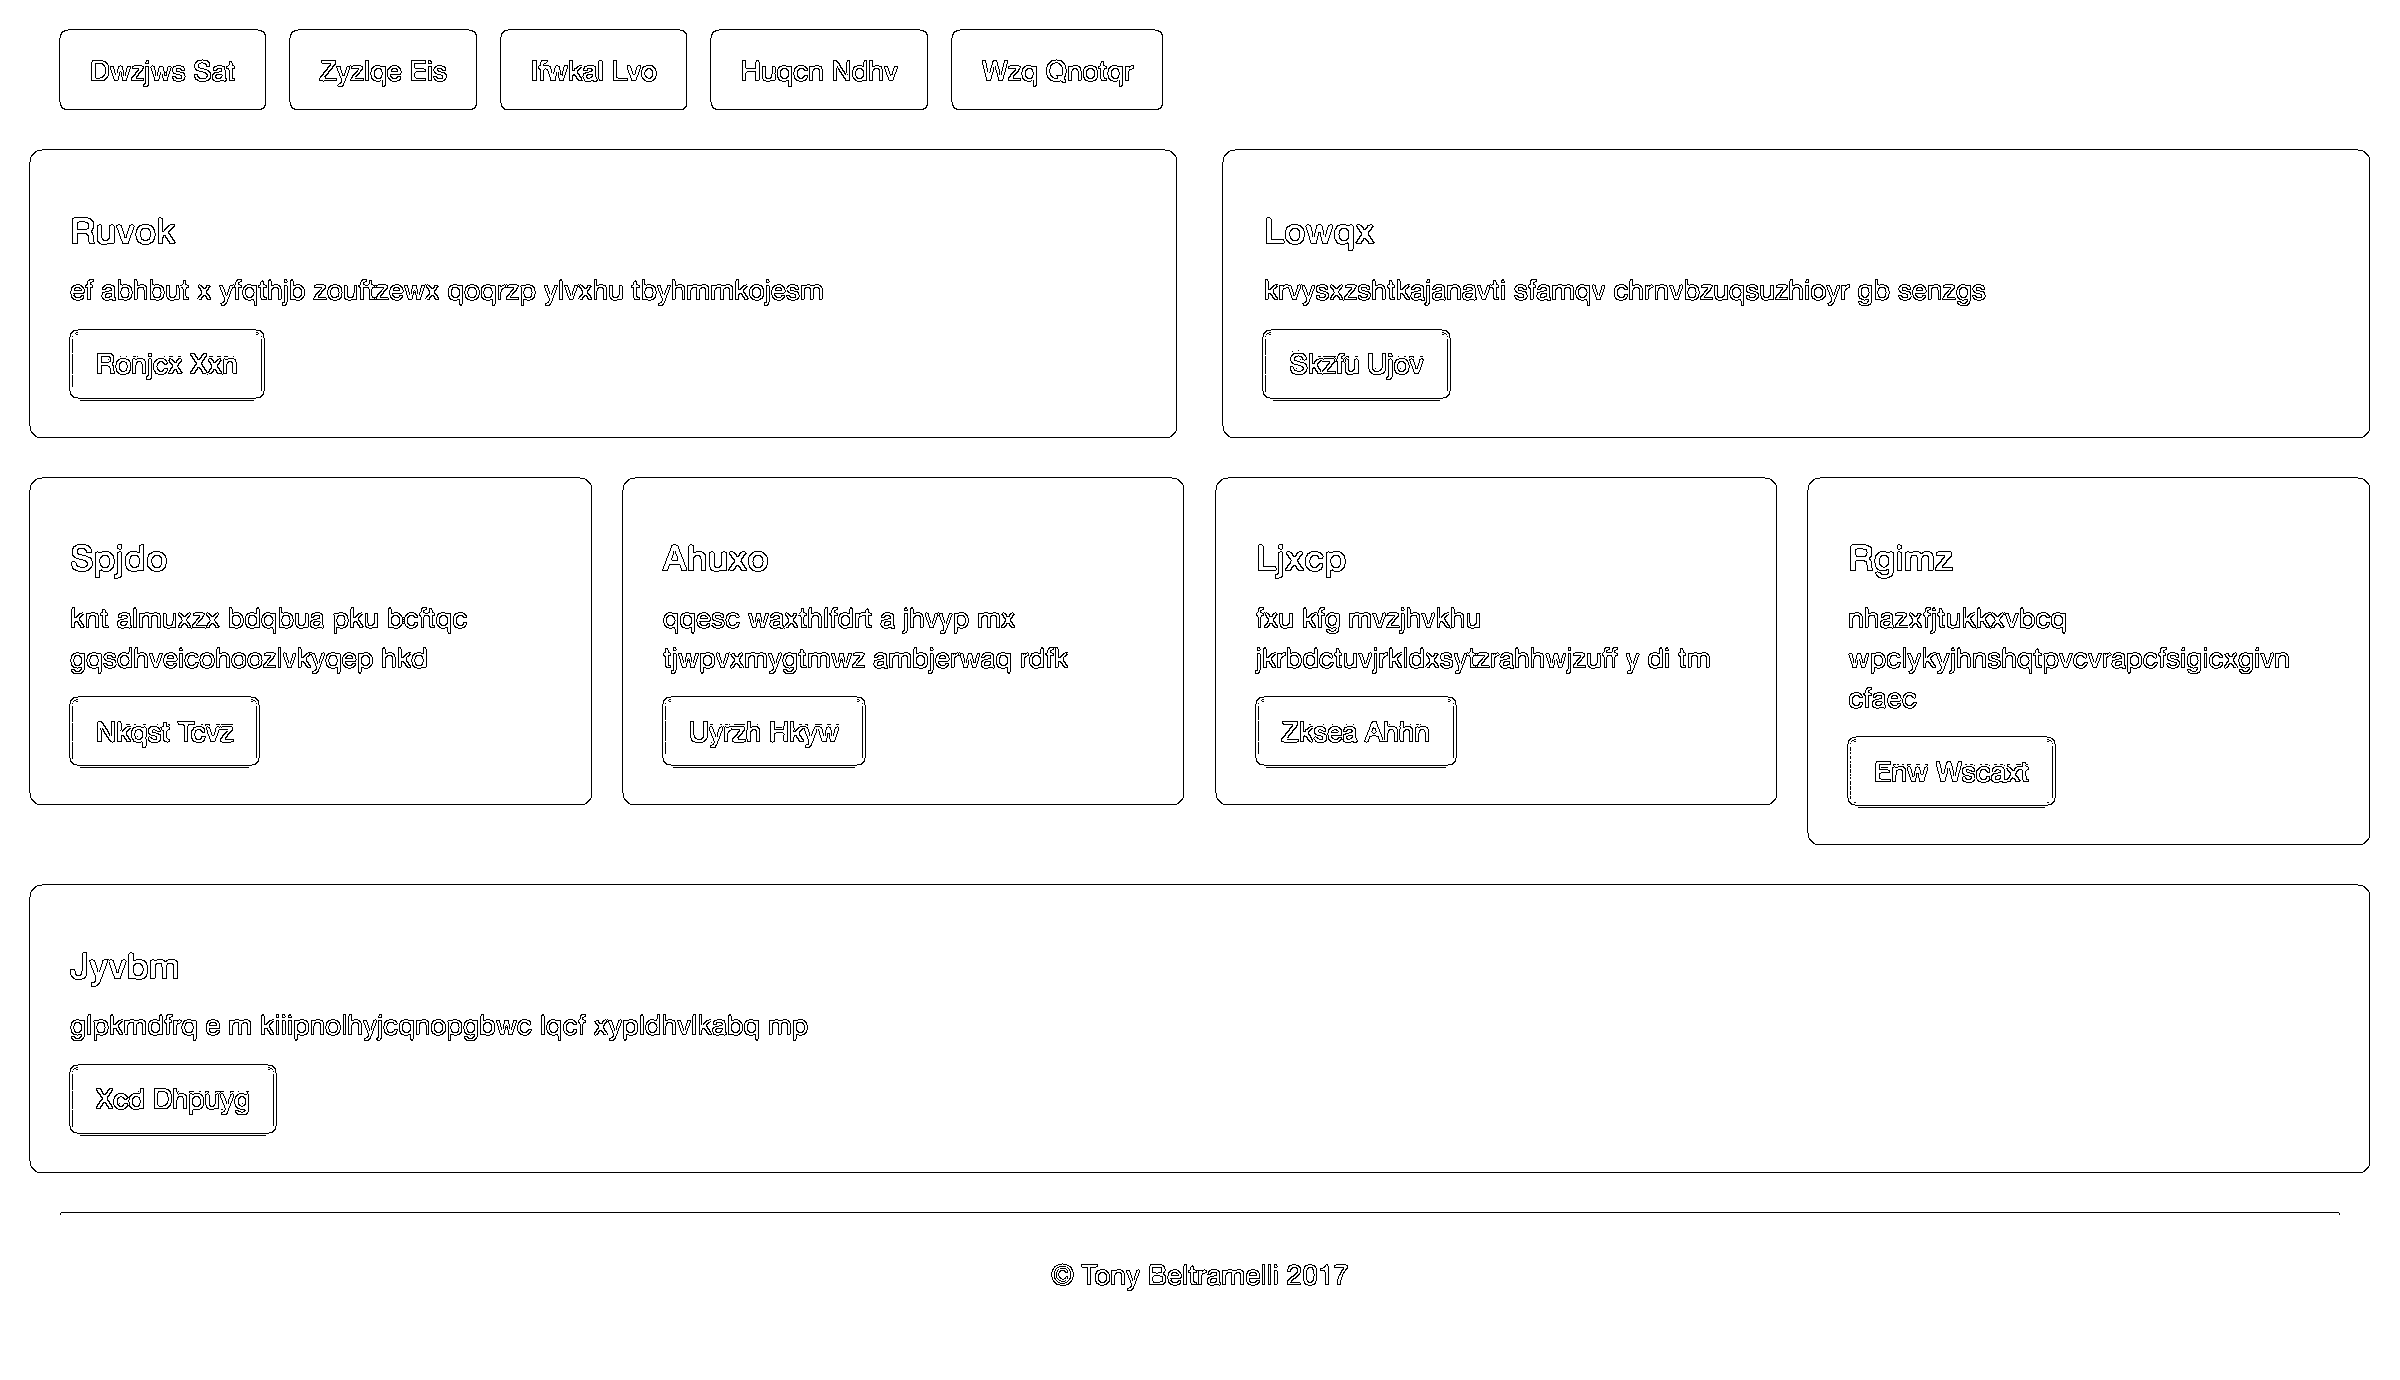 Dwzjws Sat
Zyzlqe Eis
Ifwkal Lvo
Huqcn Ndhv
Wzq Qnotqr
Ruvok
ef abhbut x yfqthjb zouftzewx qoqrzp ylvxhu tbyhmmkojesm
Ronjcx Xxn
Lowqx
krvysxzshtkajanavti sfamqv chrnvbzuqsuzhioyr gb senzgs
Skzfu Ujov
Spjdo
knt almuxzx bdqbua pku bcftqc
gqsdhveicohoozlvkyqep hkd
Nkqst Tcvz
Ahuxo
qqesc waxthlfdrt a jhvyp mx
tjwpvxmygtmwz ambjerwaq rdfk
Uyrzh Hkyw
Ljxcp
fxu kfg mvzjhvkhu
jkrbdctuvjrkldxsytzrahhwjzuff y di tm
Zksea Ahhn
Rgimz
nhazxfjtukkxvbcq
wpclykyjhnshqtpvcvrapcfsigicxgivn
cfaec
Enw Wscaxt
Jyvbm
glpkmdfrq e m kiiipnolhyjcqnopgbwc lqcf xypldhvlkabq mp
Xcd Dhpuyg
© Tony Beltramelli 2017